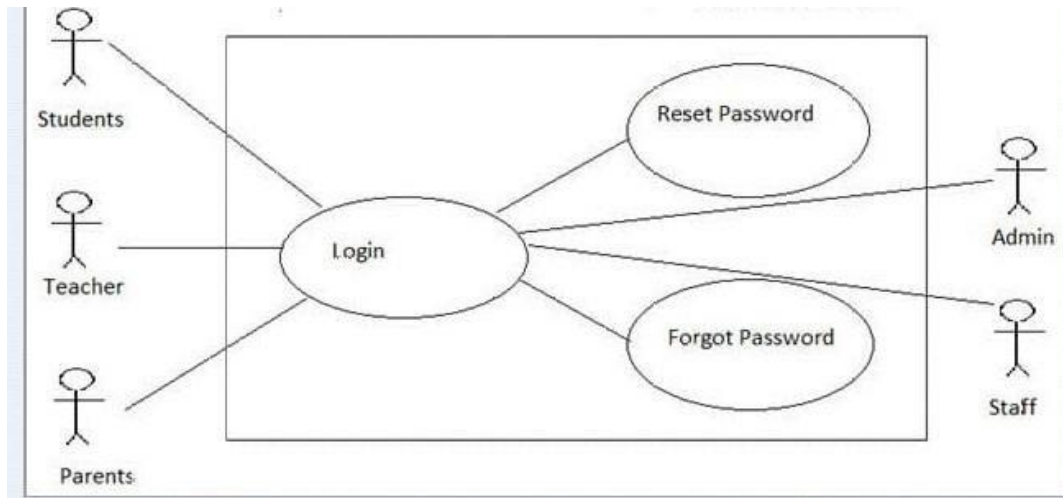 Students
Reset Password
Admin
Login
Teacher
Forgot Password
Staff
Parents